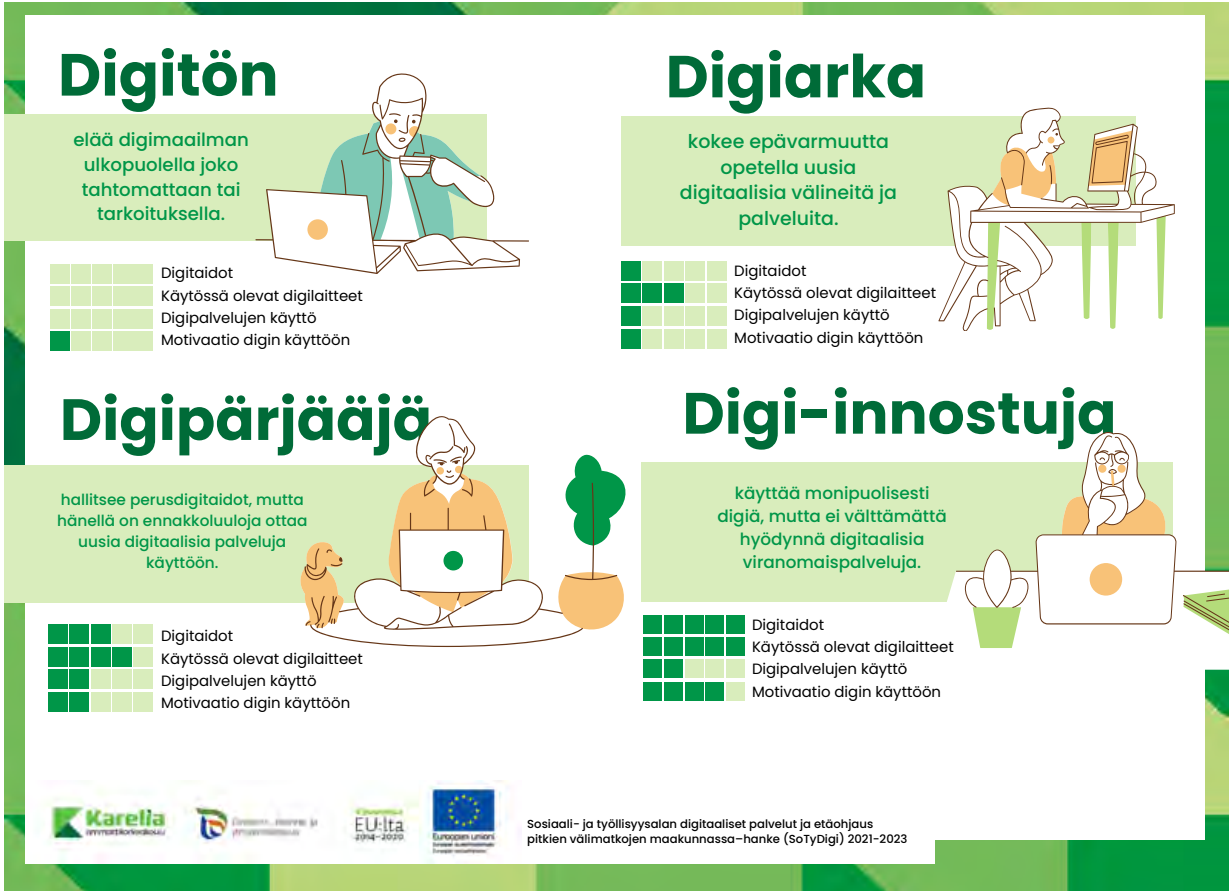 Digitön
elää digimaailman
ulkopuolella joko
tahtomattaan tai
tarkoituksella.
Digitaidot
Käytössä olevat digilaitteet
Digipalvelujen käyttö
Motivaatio digin käyttöön
Digiarka
kokee epävarmuutta
opetella uusia
digitaalisia välineitä ja
palveluita.
Digitaidot
Käytössä olevat digilaitteet
Digipalvelujen käyttö
Motivaatio digin käyttöön
Digipärjääjä
hallitsee perusdigitaidot, mutta
hänellä on ennakkoluuloja ottaa
uusia digitaalisia palveluja
käyttöön.
Digitaidot
Käytössä olevat digilaitteet
Digipalvelujen käyttö
Motivaatio digin käyttöön
Digi-innostuja
käyttää monipuolisesti
digiä, mutta ei välttämättä
hyödynnä digitaalisia
viranomaispalveluja.
Digitaidot
Käytössä olevat digilaitteet
Digipalvelujen käyttö
Motivaatio digin käyttöön
Karelia
ammattikorkeakoulu
EU:lta
2014–2020
Euroopan unioni
Sosiaali- ja työllisyysalan digitaaliset palvelut ja etäohjaus
pitkien välimatkojen maakunnassa–hanke (SoTyDigi) 2021-2023